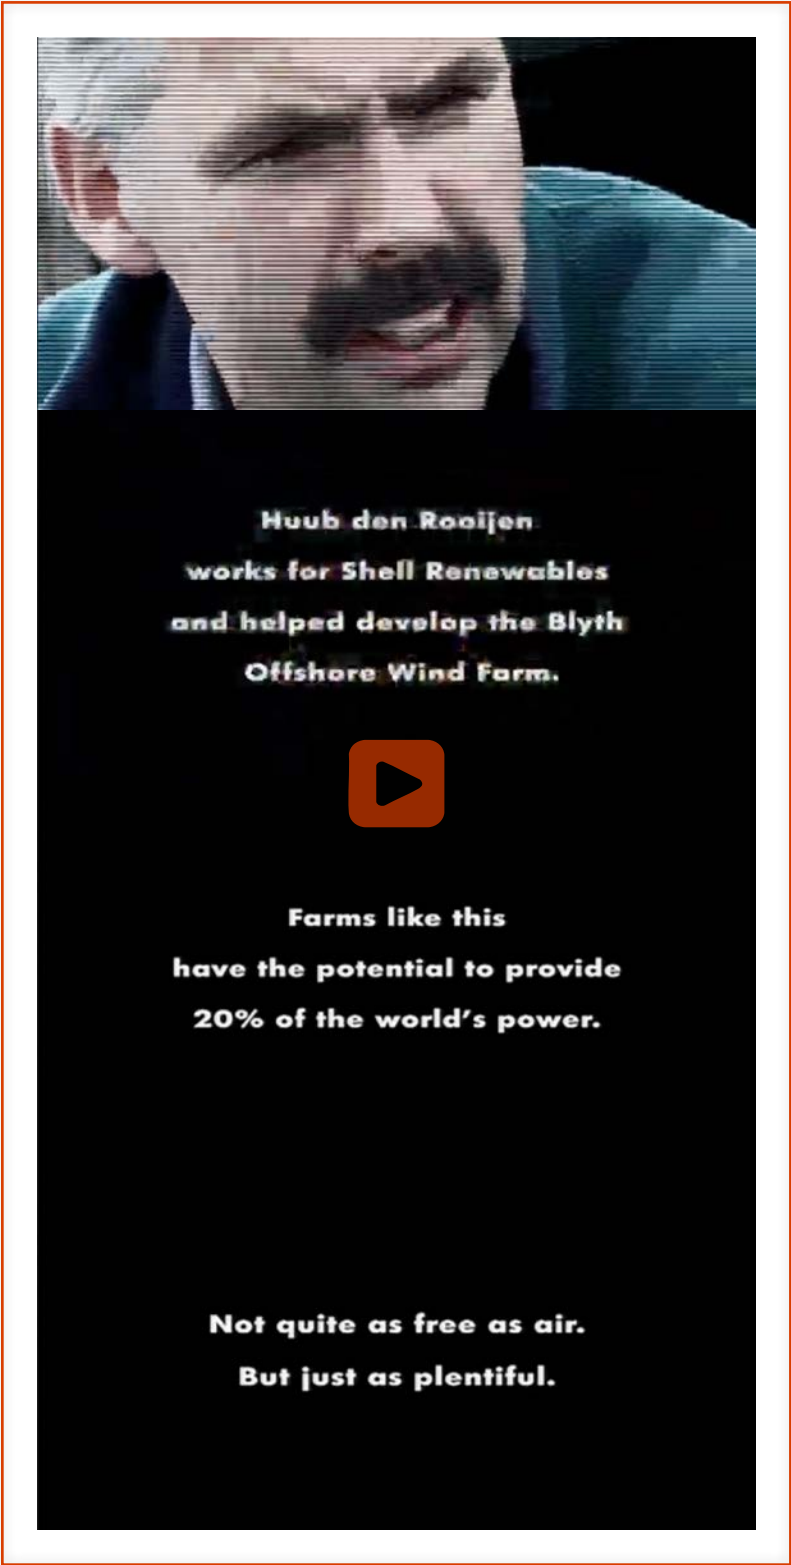 Huub den Rooijen
works for Shell Renewables
and helped develop the Blyth
Offshore Wind Farm.
Farms like this
have the potential to provide
20% of the world's power.
Not quite as free as air.
But just as plentiful.